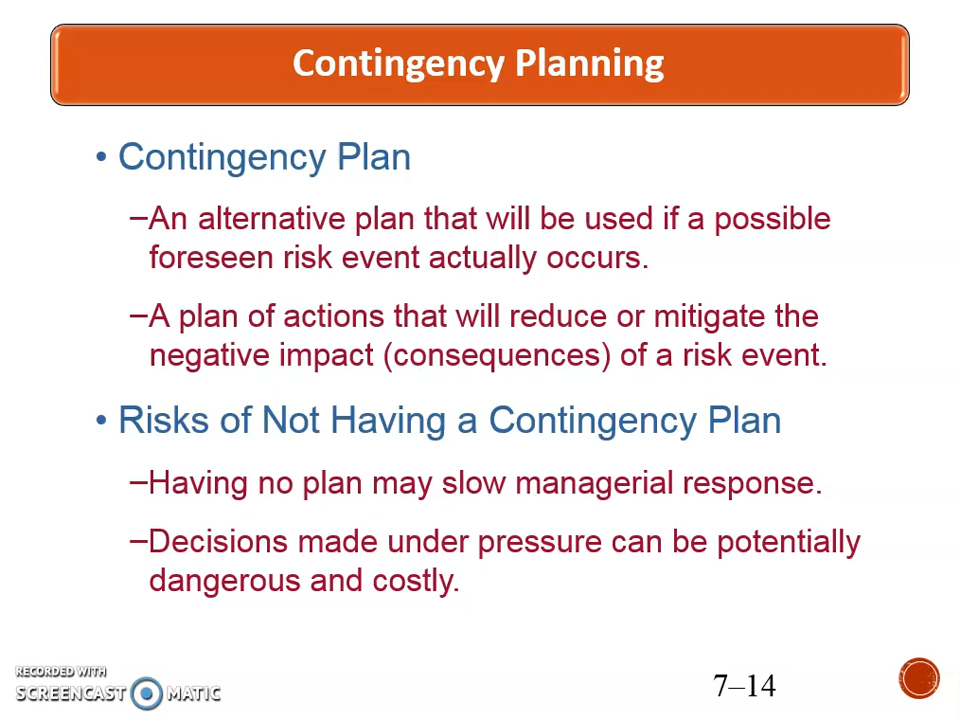 Contingency Planning
• Contingency Plan
–An alternative plan that will be used if a possible
foreseen risk event actually occurs.
–A plan of actions that will reduce or mitigate the
negative impact (consequences) of a risk event.
• Risks of Not Having a Contingency Plan
–Having no plan may slow managerial response.
–Decisions made under pressure can be potentially
dangerous and costly.
RECORDED WITH
SCREENCAST MATIC
7–14